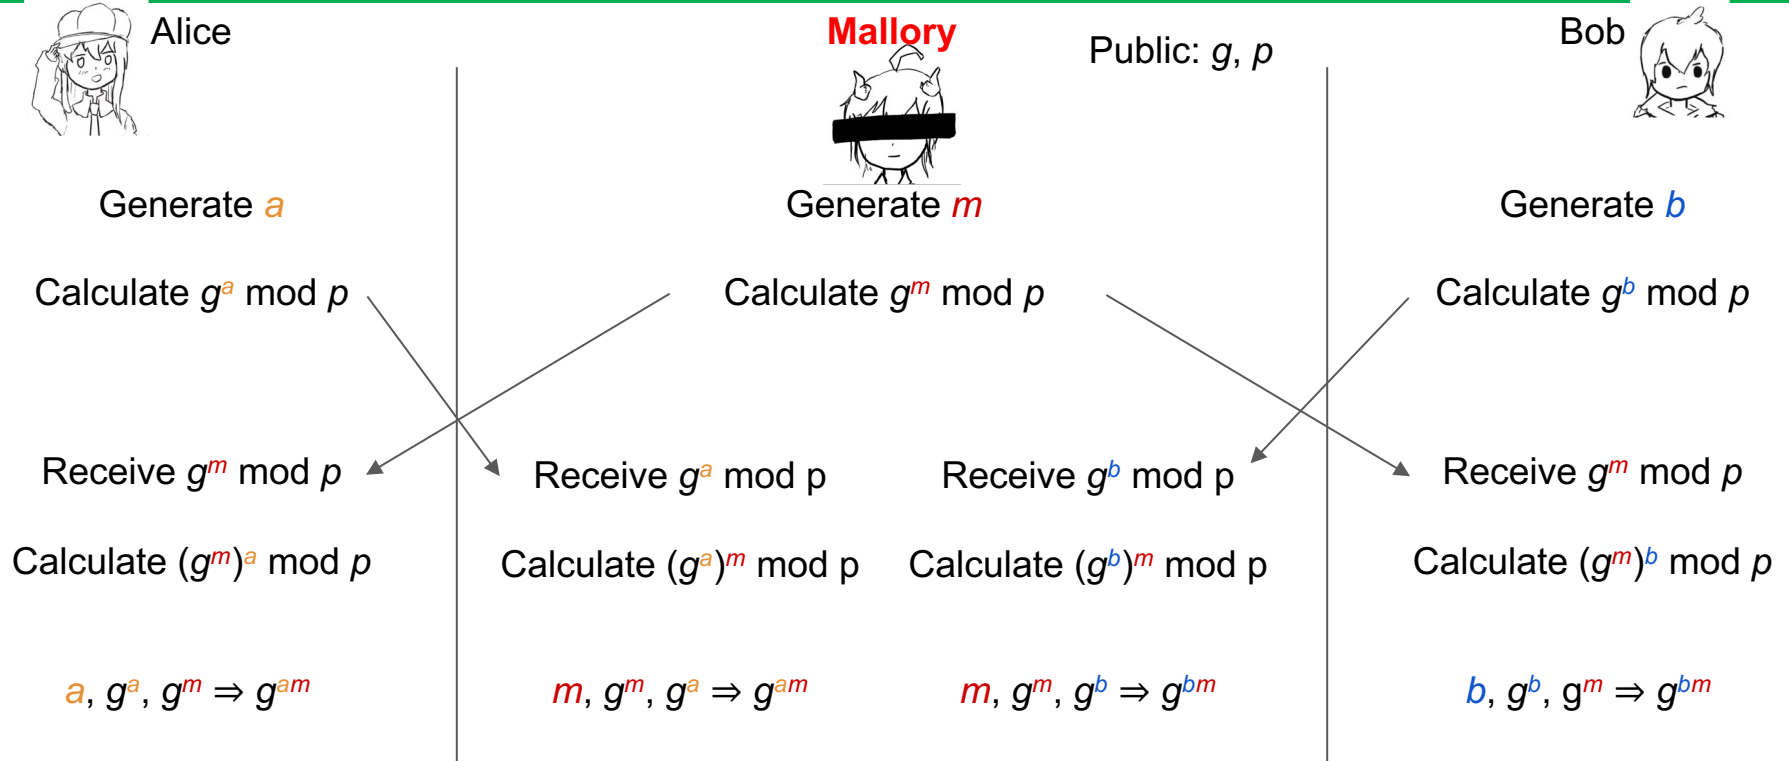 Alice
Mallory
Public: g, p
Bob
Generate a
Generate m
Generate b
Calculate gᵃ mod p
Calculate gᵐ mod p
Calculate gᵇ mod p
Receive gᵐ mod p
Receive gᵃ mod p
Receive gᵇ mod p
Receive gᵐ mod p
Calculate (gᵐ)ᵃ mod p
Calculate (gᵃ)ᵐ mod p
Calculate (gᵇ)ᵐ mod p
Calculate (gᵐ)ᵇ mod p
a, gᵃ, gᵐ ⇒ gᵃᵐ
m, gᵐ, gᵃ ⇒ gᵃᵐ
m, gᵐ, gᵇ ⇒ gᵇᵐ
b, gᵇ, gᵐ ⇒ gᵇᵐ